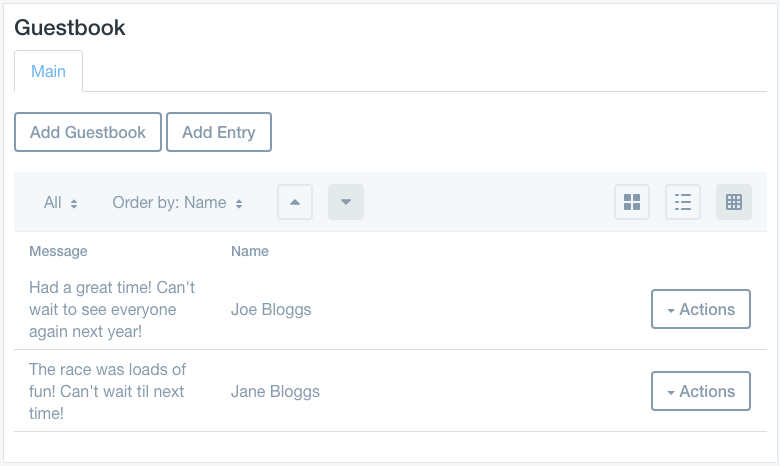 Guestbook
Main
Add Guestbook Add Entry
All Order by: Name
Message Name
Had a great time! Can't
wait to see everyone
again next year!
Joe Bloggs
Actions
The race was loads of
fun! Can't wait til next
time!
Jane Bloggs
Actions